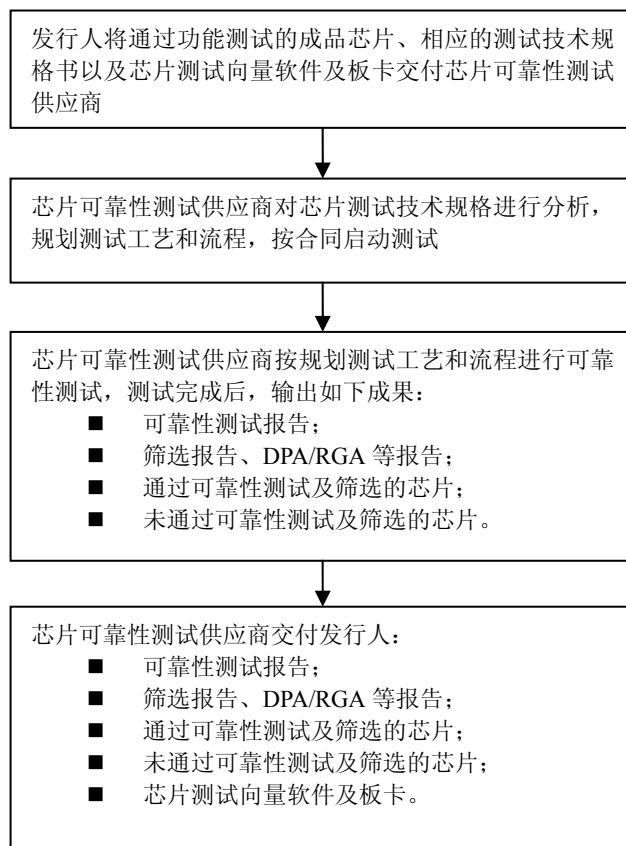 发行人将通过功能测试的成品芯片、相应的测试技术规
格书以及芯片测试向量软件及板卡交付芯片可靠性测试
供应商
芯片可靠性测试供应商对芯片测试技术规格进行分析，
规划测试工艺和流程，按合同启动测试
芯片可靠性测试供应商按规划测试工艺和流程进行可靠
性测试，测试完成后，输出如下成果：
■ 可靠性测试报告；
■ 筛选报告、DPA/RGA 等报告；
■ 通过可靠性测试及筛选的芯片；
■ 未通过可靠性测试及筛选的芯片。
芯片可靠性测试供应商交付发行人：
■ 可靠性测试报告；
■ 筛选报告、DPA/RGA 等报告；
■ 通过可靠性测试及筛选的芯片；
■ 未通过可靠性测试及筛选的芯片；
■ 芯片测试向量软件及板卡。